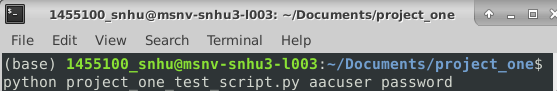 1455100_snhu@msnv-snhu3-l003: ~/Documents/project_one
File Edit View Search Terminal Help
(base) 1455100_snhu@msnv-snhu3-l003:~/Documents/project_one$
python project_one_test_script.py aacuser password